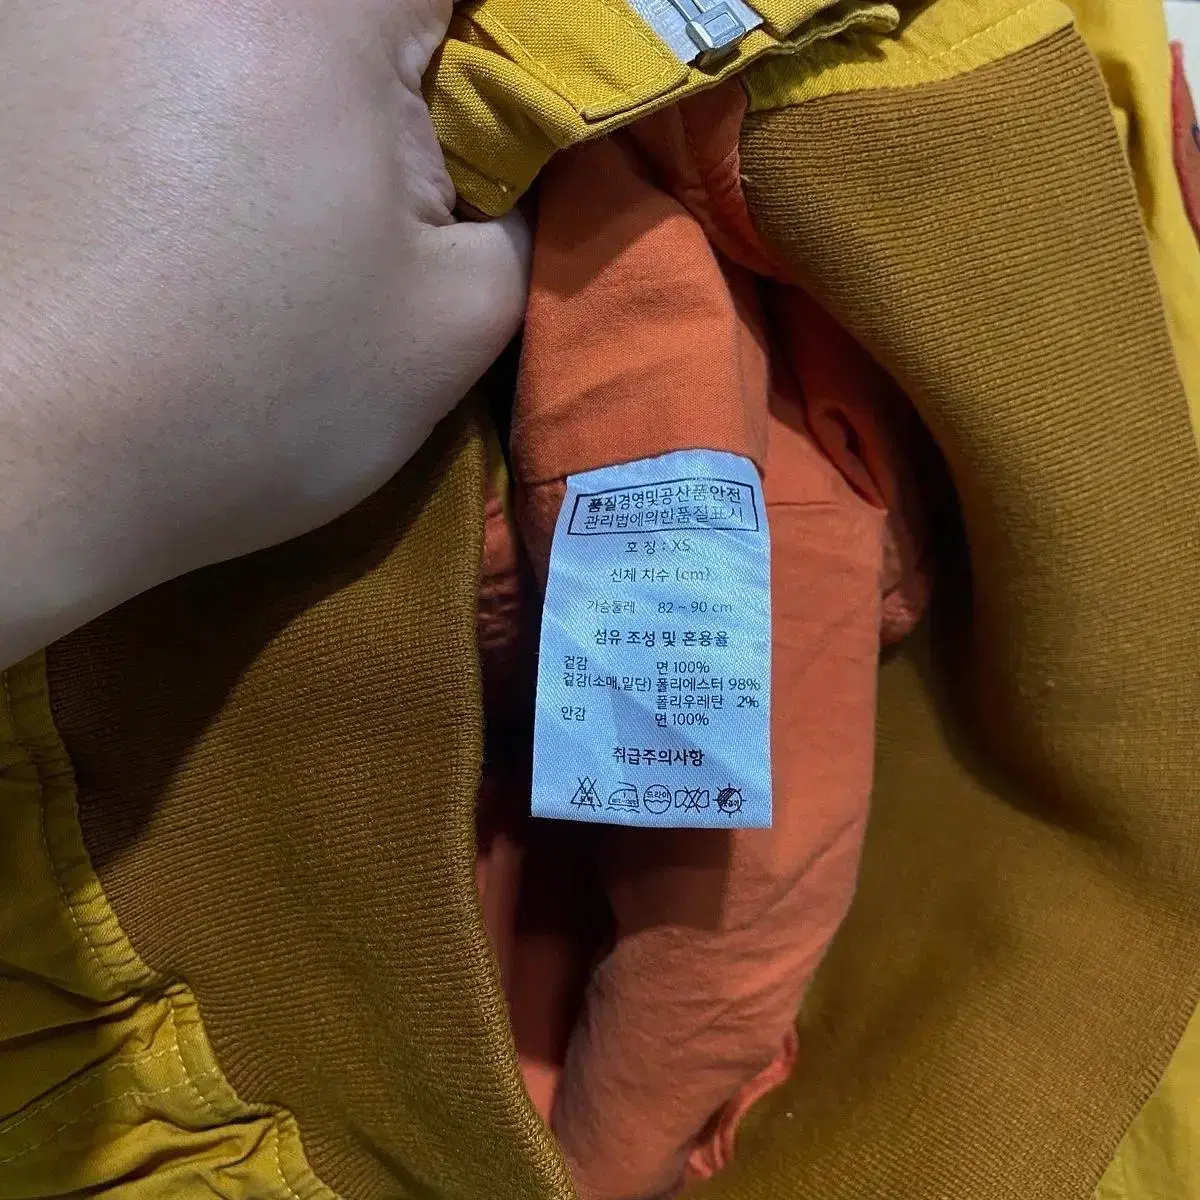 품질경영및공산품안전
관리법에의한품질표시
호 칭 : XS
신체 치수 (cm)
가슴둘레 82 ~ 90 cm
섬유 조성 및 혼용율
겉감 면 100%
겉감(소매,밑단) 폴리에스터 98%
폴리우레탄 2%
안감 면 100%
취급주의사항
드라이